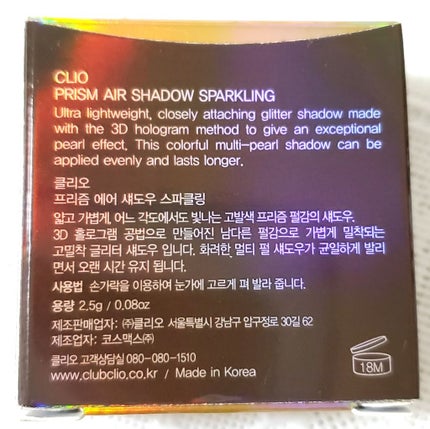 CLIO
PRISM AIR SHADOW SPARKLING
Ultra lightweight, closely attaching glitter shadow made
with the 3D hologram method to give an exceptional
pearl effect. This colorful multi-pearl shadow can be
applied evenly and lasts longer.
클리오
프리즘 에어 섀도우 스파클링
얇고 가볍게, 어느 각도에서도 빛나는 고발색 프리즘 펄감의 섀도우.
3D 홀로그램 공법으로 만들어진 남다른 펄감으로 가볍게 밀착되는
고밀착 글리터 섀도우 입니다. 화려한 멀티 펄 섀도우가 균일하게 발리
면서 오랜 시간 유지 됩니다.
사용법 손가락을 이용하여 눈가에 고르게 펴 발라 줍니다.
용량 2.5g / 0.08oz
제조판매업자: ㈜클리오 서울특별시 강남구 압구정로 30길 62
제조업자: 코스맥스㈜
클리오 고객상담실 080-080-1510
www.clubclio.co.kr / Made in Korea
18M